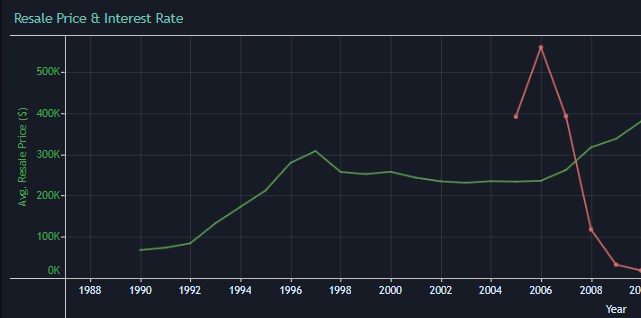 Resale Price & Interest Rate
Avg. Resale Price ($)
500K
400K
300K
200K
100K
0K
1988 1990 1992 1994 1996 1998 2000 2002 2004 2006 2008 20
Year